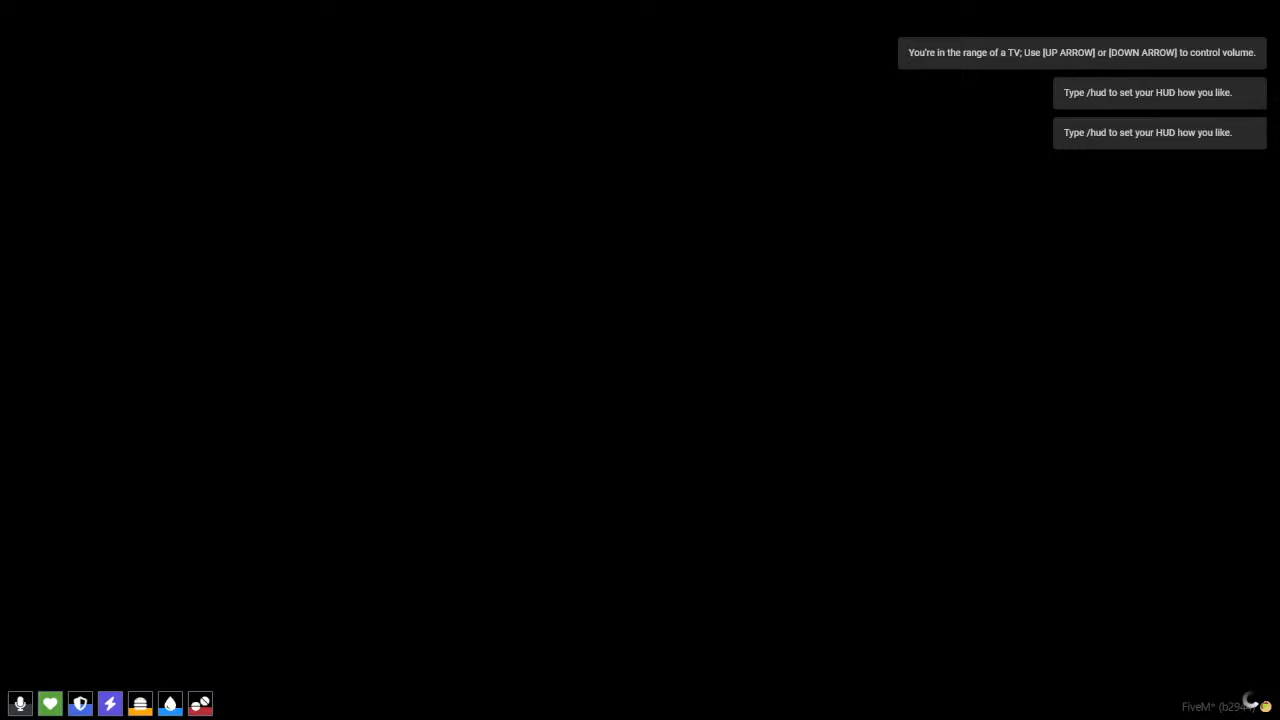 You're in the range of a TV; Use [UP ARROW] or [DOWN ARROW] to control volume.
Type /hud to set your HUD how you like.
Type /hud to set your HUD how you like.
FiveM*